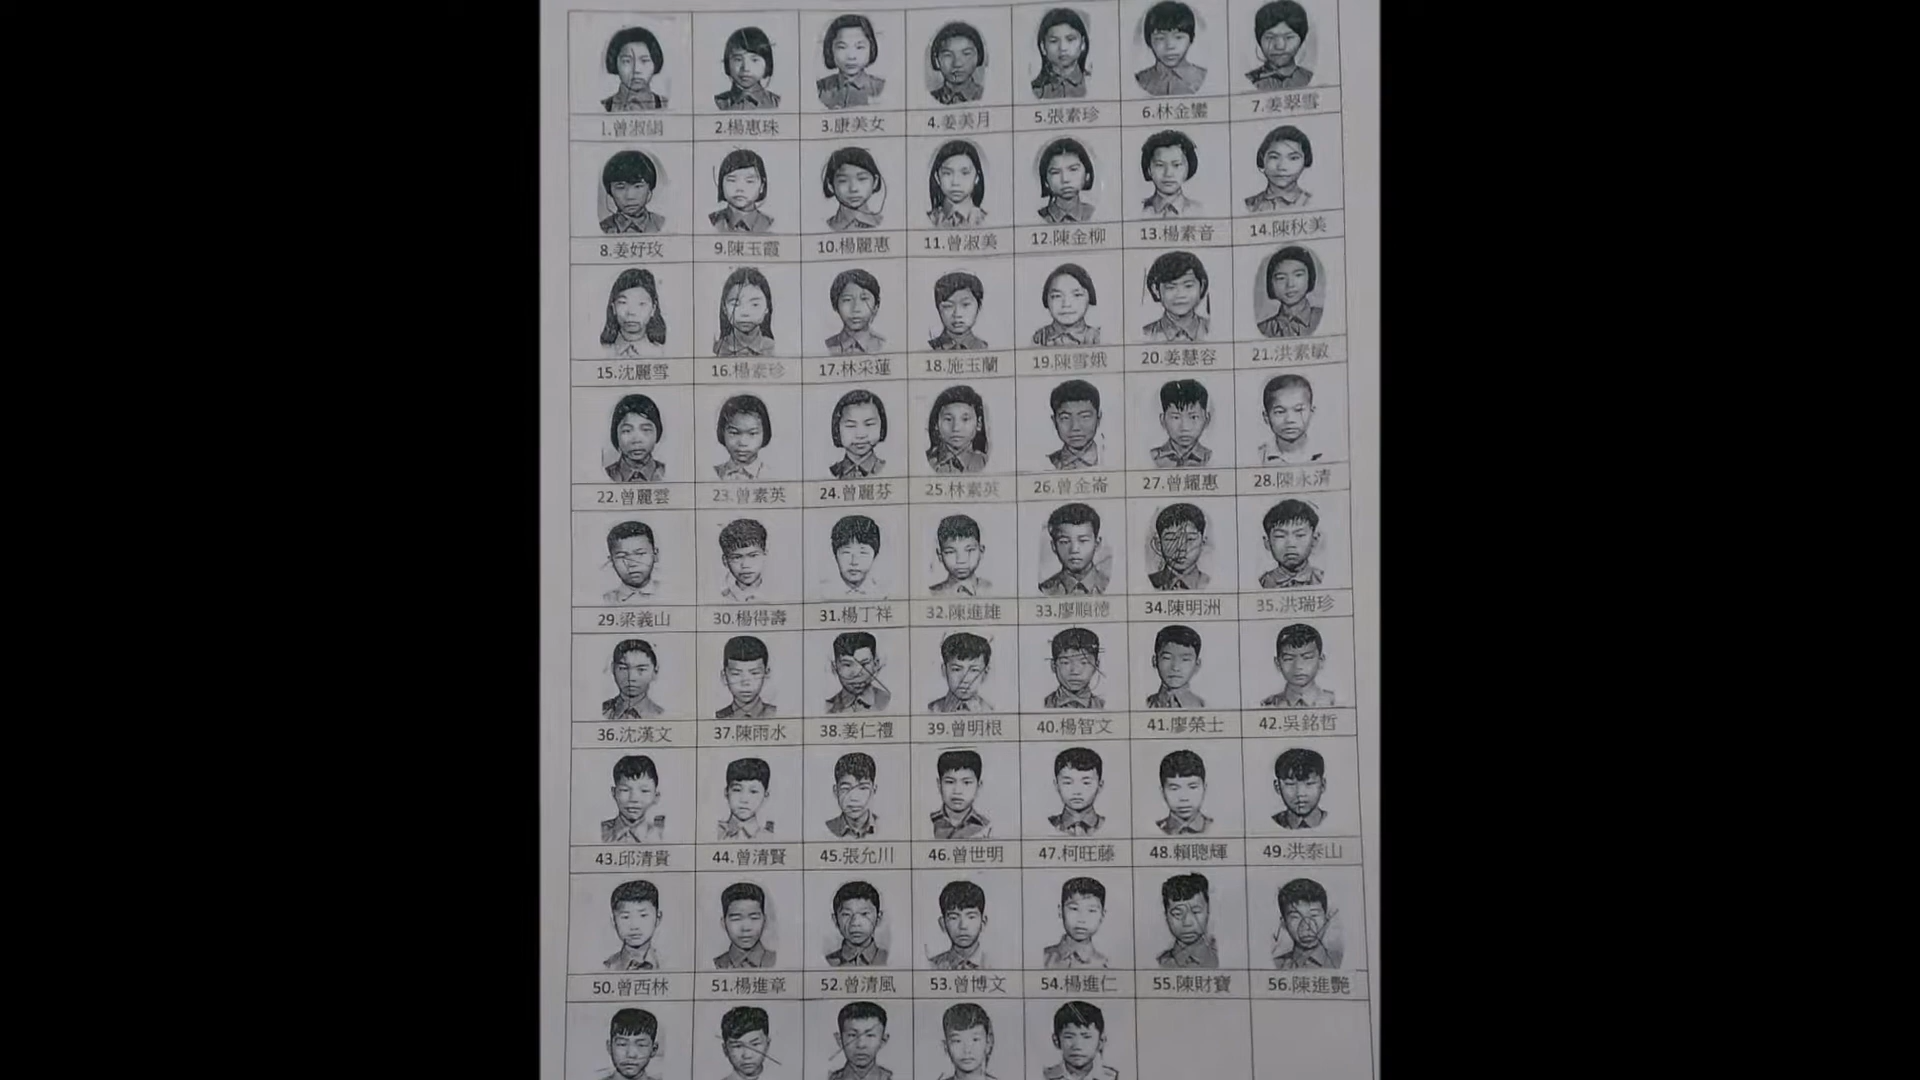 1.曾淑絹 2.楊惠珠 3.康美女 4.姜美月 5.張素珍 6.林金鑾 7.姜翠雪
8.姜妤玫 9.陳玉霞 10.楊麗惠 11.曾淑美 12.陳金柳 13.楊素音 14.陳秋美
15.沈麗雪 16.楊素珍 17.林采蓮 18.施玉蘭 19.陳雪娥 20.姜慧容 21.洪素敏
22.曾麗雲 23.曾素英 24.曾麗芬 25.林素英 26.曾金崙 27.曾耀惠 28.陳永清
29.梁義山 30.楊得壽 31.楊丁祥 32.陳進雄 33.廖順德 34.陳明洲 35.洪瑞珍
36.沈漢文 37.陳雨水 38.姜仁禮 39.曾明根 40.楊智文 41.廖榮士 42.吳銘哲
43.邱清貴 44.曾清賢 45.張允川 46.曾世明 47.柯旺藤 48.賴聰輝 49.洪泰山
50.曾西林 51.楊進章 52.曾清風 53.曾博文 54.楊進仁 55.陳財寶 56.陳進艷